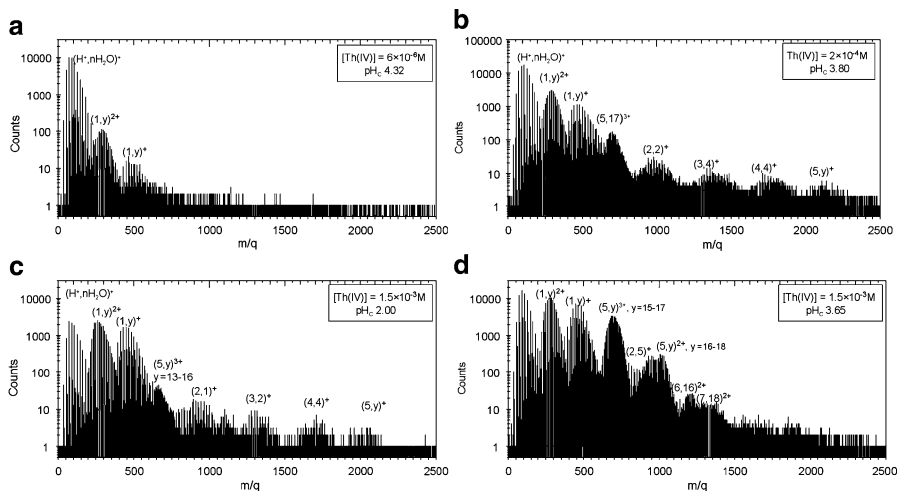 a
[Th(IV)] = 6×10⁻⁶M
pH_C 4.32
(H⁺,nH₂O)⁺
(1,y)²⁺
(1,y)⁺
10000
1000
100
10
1
Counts
0 500 1000 1500 2000 2500
m/q
b
Th(IV)] = 2×10⁻⁴M
pH_C 3.80
(H⁺,nH₂O)⁺
(1,y)²⁺
(1,y)⁺
(5,17)³⁺
(2,2)⁺
(3,4)⁺
(4,4)⁺
(5,y)⁺
100000
10000
1000
100
10
1
Counts
0 500 1000 1500 2000 2500
m/q
c
[Th(IV)] = 1.5×10⁻³M
pH_C 2.00
(H⁺,nH₂O)⁺
(1,y)²⁺
(1,y)⁺
(5,y)³⁺
y=13-16
(2,1)⁺
(3,2)⁺
(4,4)⁺
(5,y)⁺
10000
1000
100
10
1
Counts
0 500 1000 1500 2000 2500
m/q
d
[Th(IV)] = 1.5×10⁻³M
pH_C 3.65
(1,y)²⁺
(1,y)⁺
(5,y)³⁺, y=15-17
(2,5)⁺
(5,y)²⁺, y=16-18
(6,16)²⁺
(7,18)²⁺
10000
1000
100
10
1
Counts
0 500 1000 1500 2000 2500
m/q